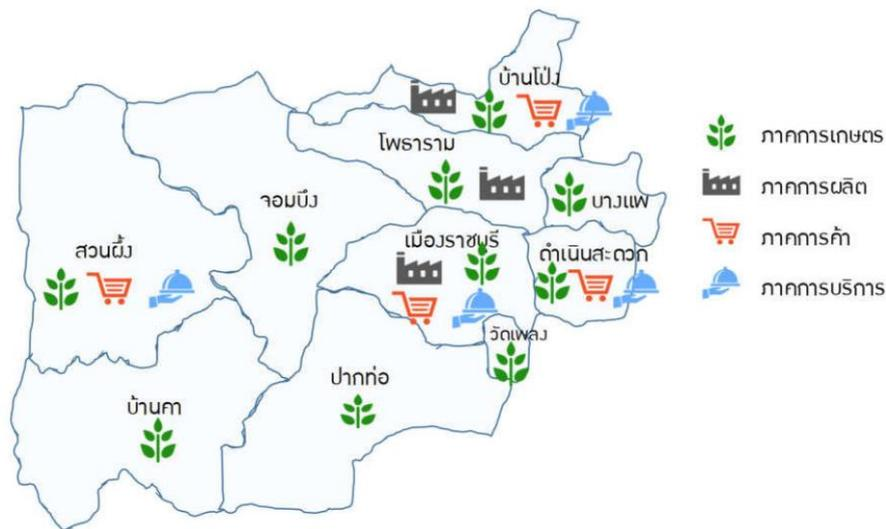 บ้านโป่ง
โพธาราม
จอมบึง
บางแพ
สวนผึ้ง
เมืองราชบุรี
ดำเนินสะดวก
วัดเพลง
ปากท่อ
บ้านคา
ภาคการเกษตร
ภาคการผลิต
ภาคการค้า
ภาคการบริการ